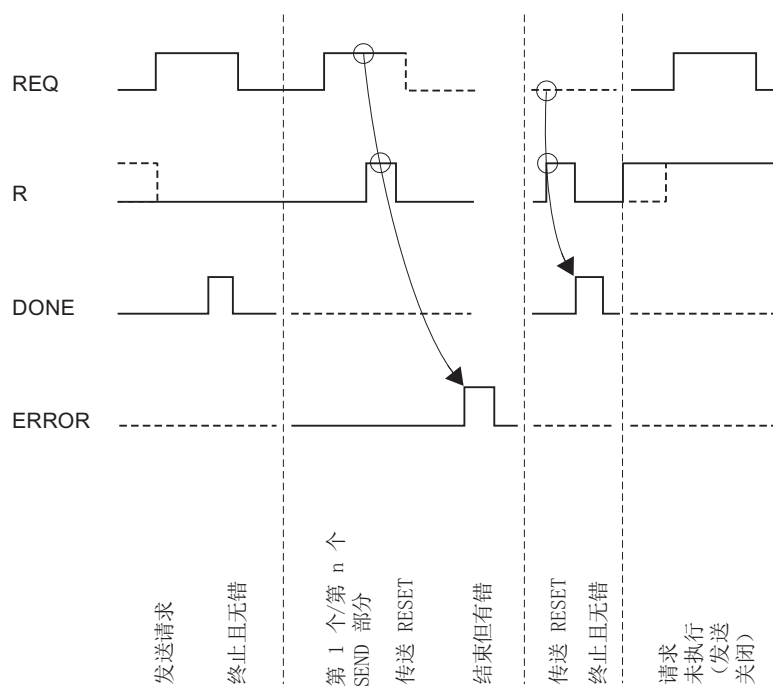 REQ
R
DONE
ERROR
发送请求
终止且无错
第 1 个/第 n 个
SEND 部分
传送 RESET
结束但有错
传送 RESET
终止且无错
请求
未执行
（发送
关闭）